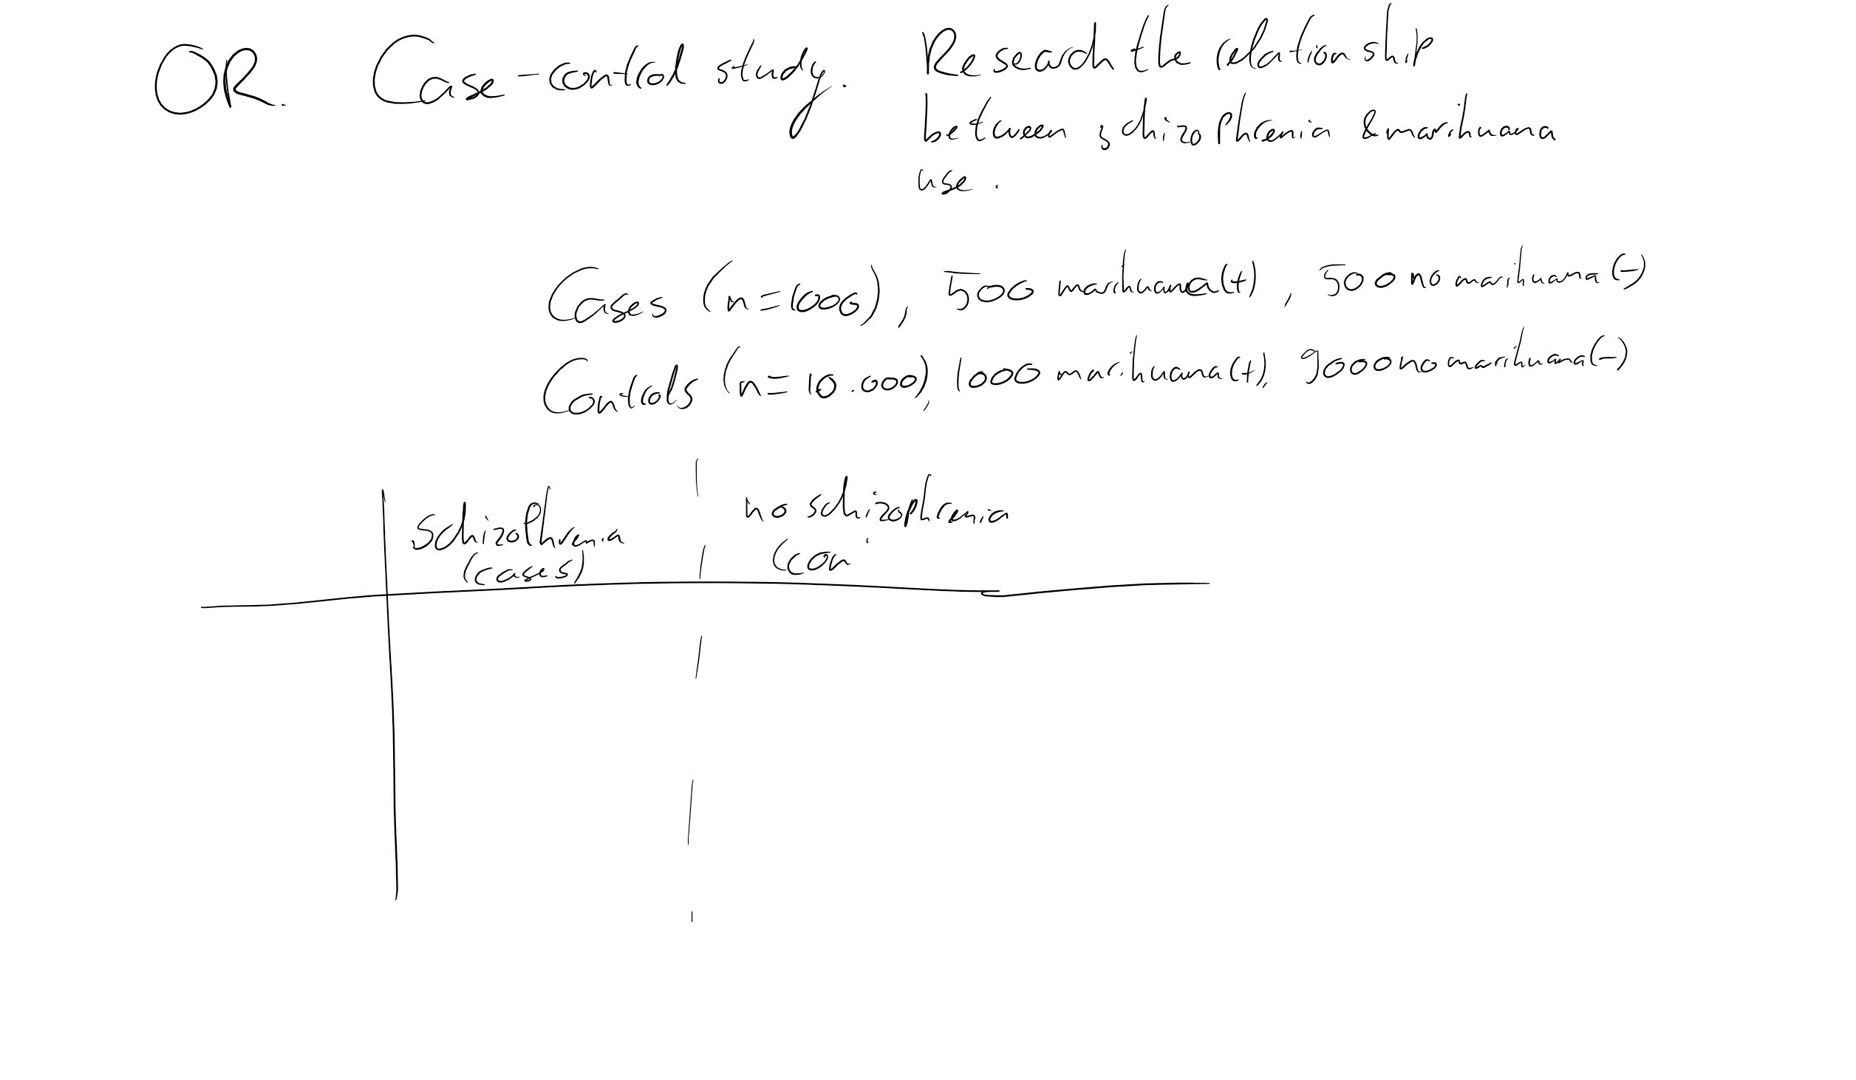 OR. Case-control study. Research the relationship
between schizophrenia & marihuana
use.
Cases (n=1000), 500 marihuana(+), 500 no marihuana(-)
Controls (n=10.000), 1000 marihuana(+), 9000 no marihuana(-)
schizophrenia no schizophrenia
(cases) (con